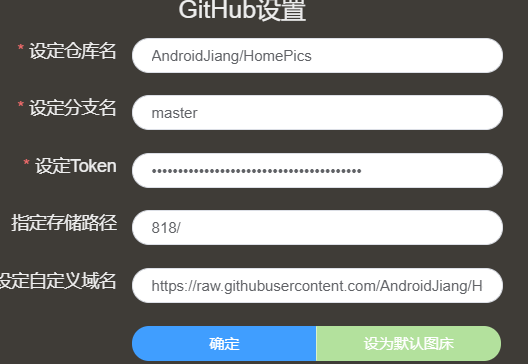 GitHub设置
* 设定仓库名 AndroidJiang/HomePics
* 设定分支名 master
* 设定Token ••••••••••••••••••••••••••••••••••••••••
指定存储路径 818/
设定自定义域名 https://raw.githubusercontent.com/AndroidJiang/H
确定 设为默认图床